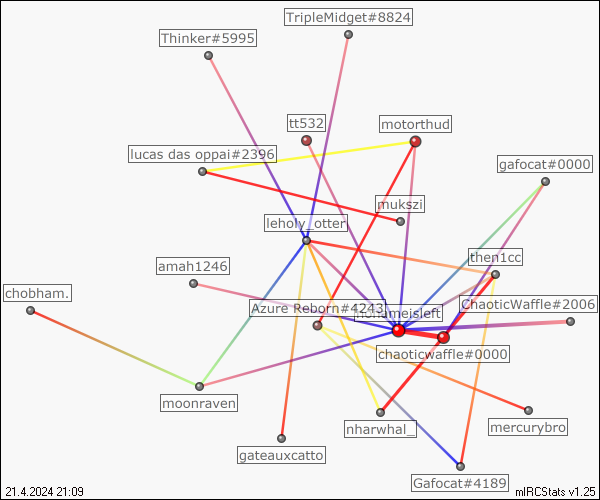 TripleMidget#8824
Thinker#5995
tt532
motorthud
lucas das oppai#2396
gafocat#0000
mukszi
leholy_otter
then1cc
amah1246
chobham.
ChaoticWaffle#2006
Azure Reborn#4243
nonameisleft
chaoticwaffle#0000
moonraven
nharwhal_
mercurybro
gateauxcatto
Gafocat#4189
21.4.2024 21:09
mIRCStats v1.25